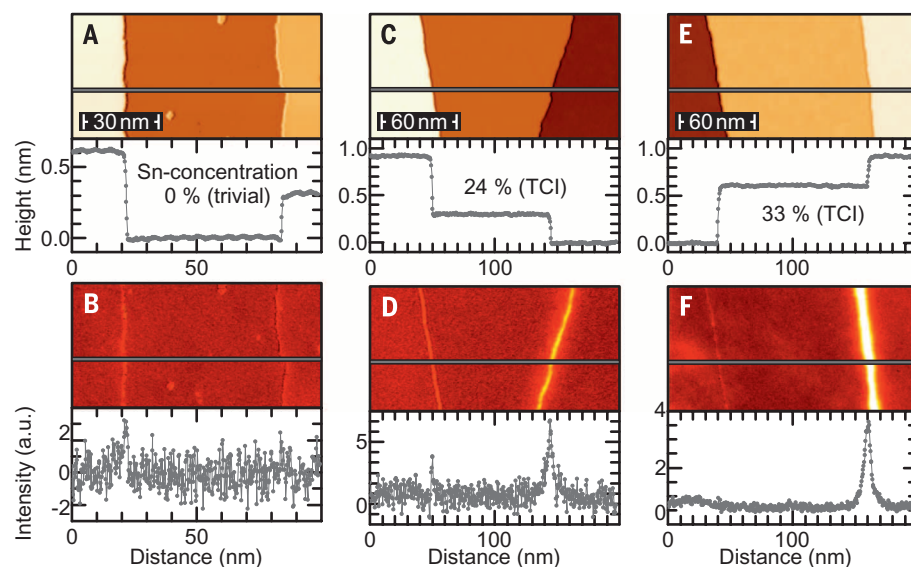 A
C
E
30 nm
60 nm
60 nm
Height (nm)
0.5
0.0
Sn-concentration
0 % (trivial)
0
50
1.0
0.5
0.0
24 % (TCI)
0
100
1.0
0.5
0.0
33 % (TCI)
0
100
B
D
F
Intensity (a.u.)
2
0
-2
0
50
Distance (nm)
5
0
0
100
Distance (nm)
4
2
0
0
100
Distance (nm)